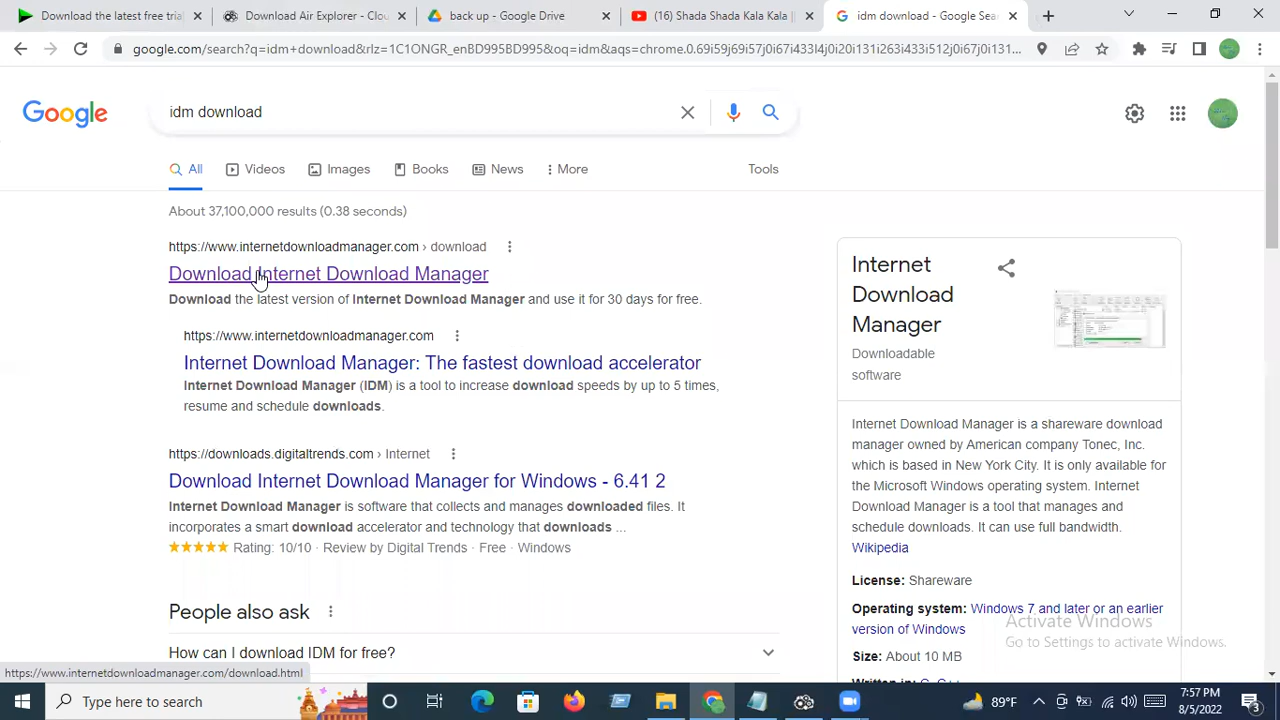 Download the latest free trial
Download Air Explorer - Clou
back up - Google Drive
(16) Shada Shada Kala Kala ||
idm download - Google Sea
google.com/search?q=idm+download&rlz=1C1ONGR_enBD995BD995&oq=idm&aqs=chrome.0.69i59j69i57j0i67i433l4j0i20i131i263i433i512j0i67j0i131...
Google
idm download
All
Videos
Images
Books
News
More
Tools
About 37,100,000 results (0.38 seconds)
https://www.internetdownloadmanager.com › download
Download Internet Download Manager
Download the latest version of Internet Download Manager and use it for 30 days for free.
https://www.internetdownloadmanager.com
Internet Download Manager: The fastest download accelerator
Internet Download Manager (IDM) is a tool to increase download speeds by up to 5 times,
resume and schedule downloads.
https://downloads.digitaltrends.com › Internet
Download Internet Download Manager for Windows - 6.41 2
Internet Download Manager is software that collects and manages downloaded files. It
incorporates a smart download accelerator and technology that downloads ...
Rating: 10/10 · Review by Digital Trends · Free · Windows
People also ask
How can I download IDM for free?
Internet
Download
Manager
Downloadable
software
Internet Download Manager is a shareware download
manager owned by American company Tonec, Inc.
which is based in New York City. It is only available for
the Microsoft Windows operating system. Internet
Download Manager is a tool that manages and
schedule downloads. It can use full bandwidth.
Wikipedia
License: Shareware
Operating system: Windows 7 and later or an earlier
version of Windows
Size: About 10 MB
Activate Windows
Go to Settings to activate Windows.
https://www.internetdownloadmanager.com/download.html
Type here to search
89°F
7:57 PM
8/5/2022
3